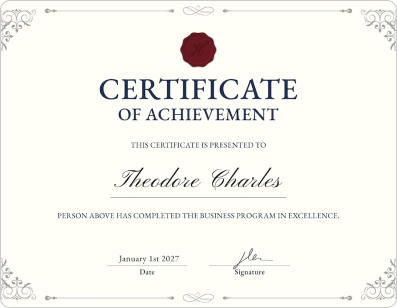 CERTIFICATE
OF ACHIEVEMENT
THIS CERTIFICATE IS PRESENTED TO
Theodore Charles
PERSON ABOVE HAS COMPLETED THE BUSINESS PROGRAM IN EXCELLENCE.
January 1st 2027
Date
Signature